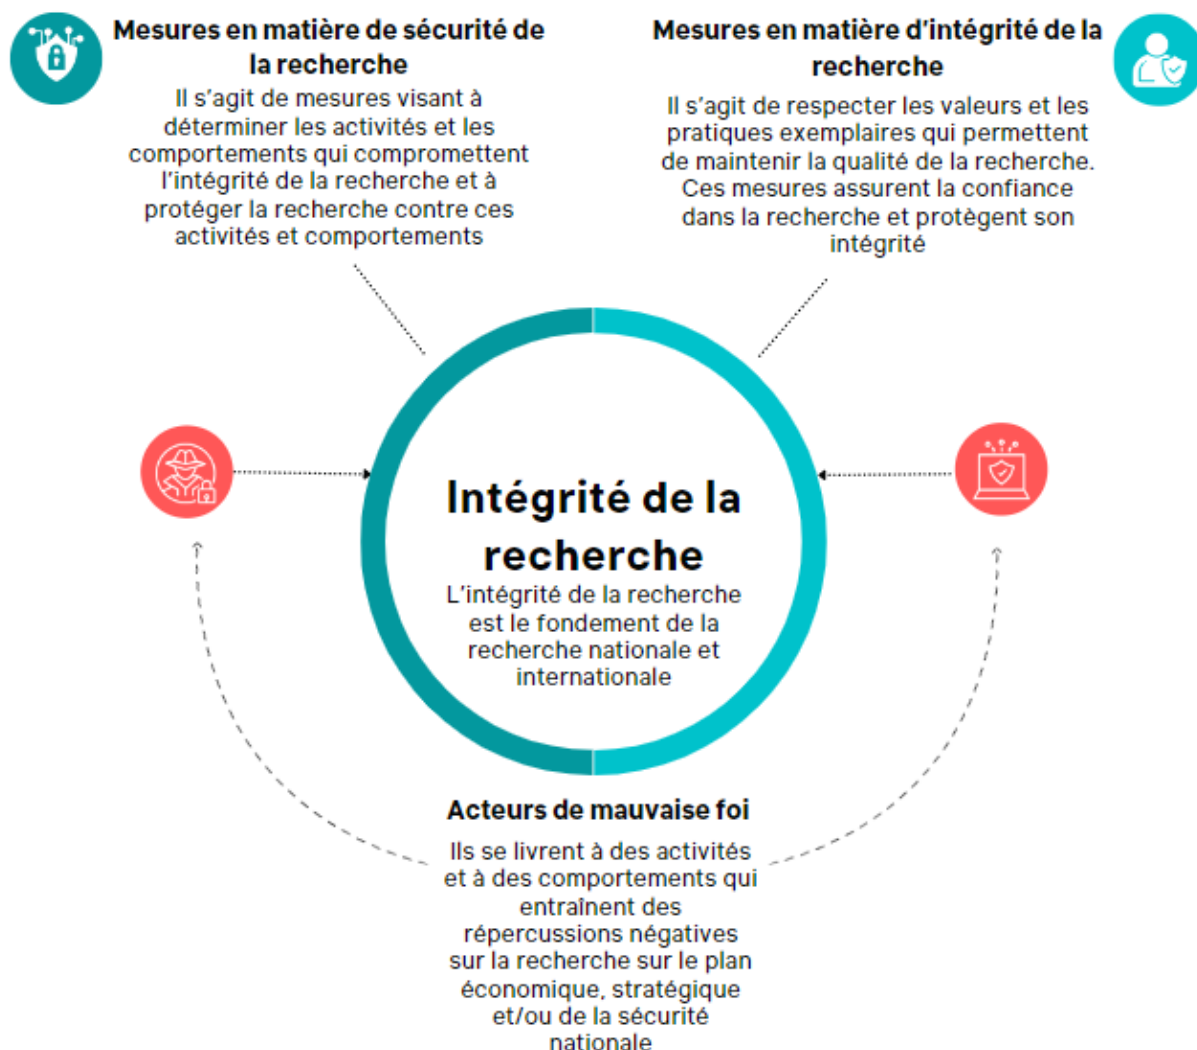 Mesures en matière de sécurité de
la recherche
Il s’agit de mesures visant à
déterminer les activités et les
comportements qui compromettent
l’intégrité de la recherche et à
protéger la recherche contre ces
activités et comportements
Mesures en matière d’intégrité de la
recherche
Il s’agit de respecter les valeurs et les
pratiques exemplaires qui permettent
de maintenir la qualité de la recherche.
Ces mesures assurent la confiance
dans la recherche et protègent son
intégrité
Intégrité de la
recherche
L’intégrité de la recherche
est le fondement de la
recherche nationale et
internationale
Acteurs de mauvaise foi
Ils se livrent à des activités
et à des comportements qui
entraînent des
répercussions négatives
sur la recherche sur le plan
économique, stratégique
et/ou de la sécurité
nationale